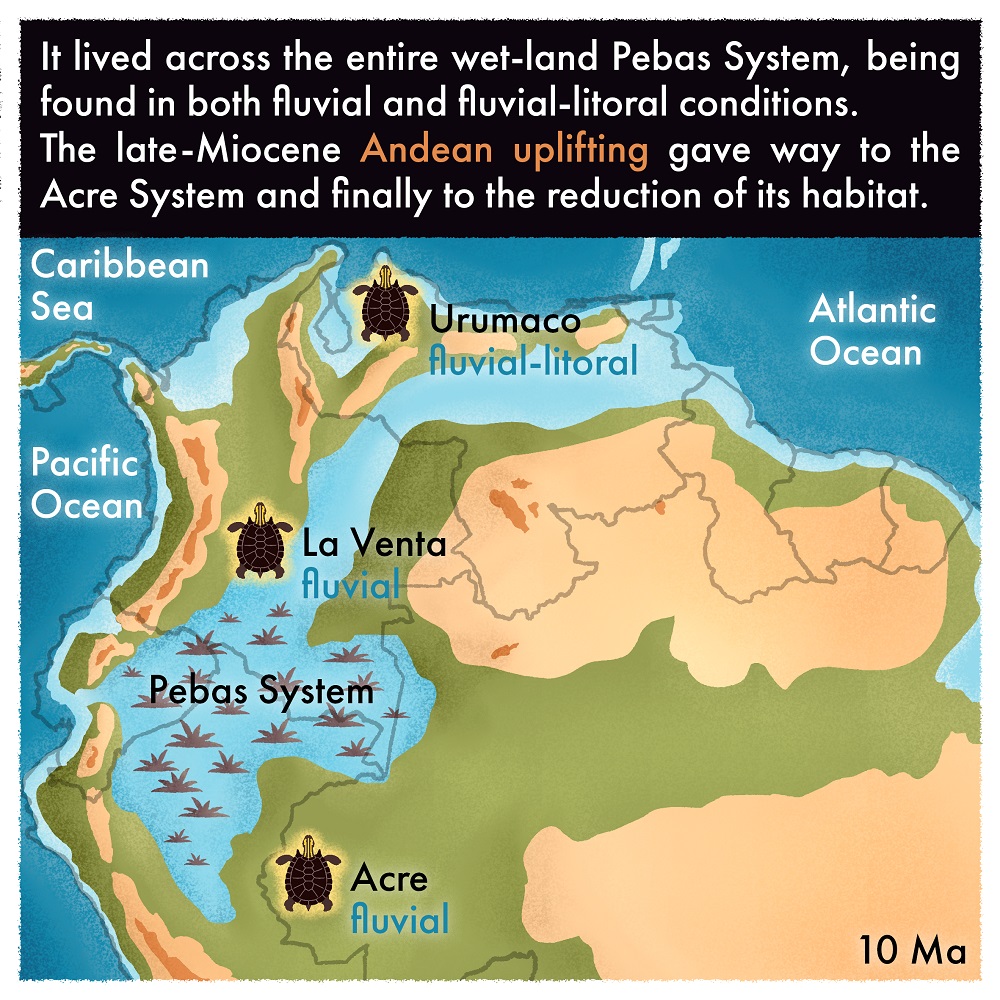 It lived across the entire wet-land Pebas System, being
found in both fluvial and fluvial-litoral conditions.
The late-Miocene Andean uplifting gave way to the
Acre System and finally to the reduction of its habitat.
Caribbean
Sea
Urumaco
fluvial-litoral
Atlantic
Ocean
Pacific
Ocean
La Venta
fluvial
Pebas System
Acre
fluvial
10 Ma